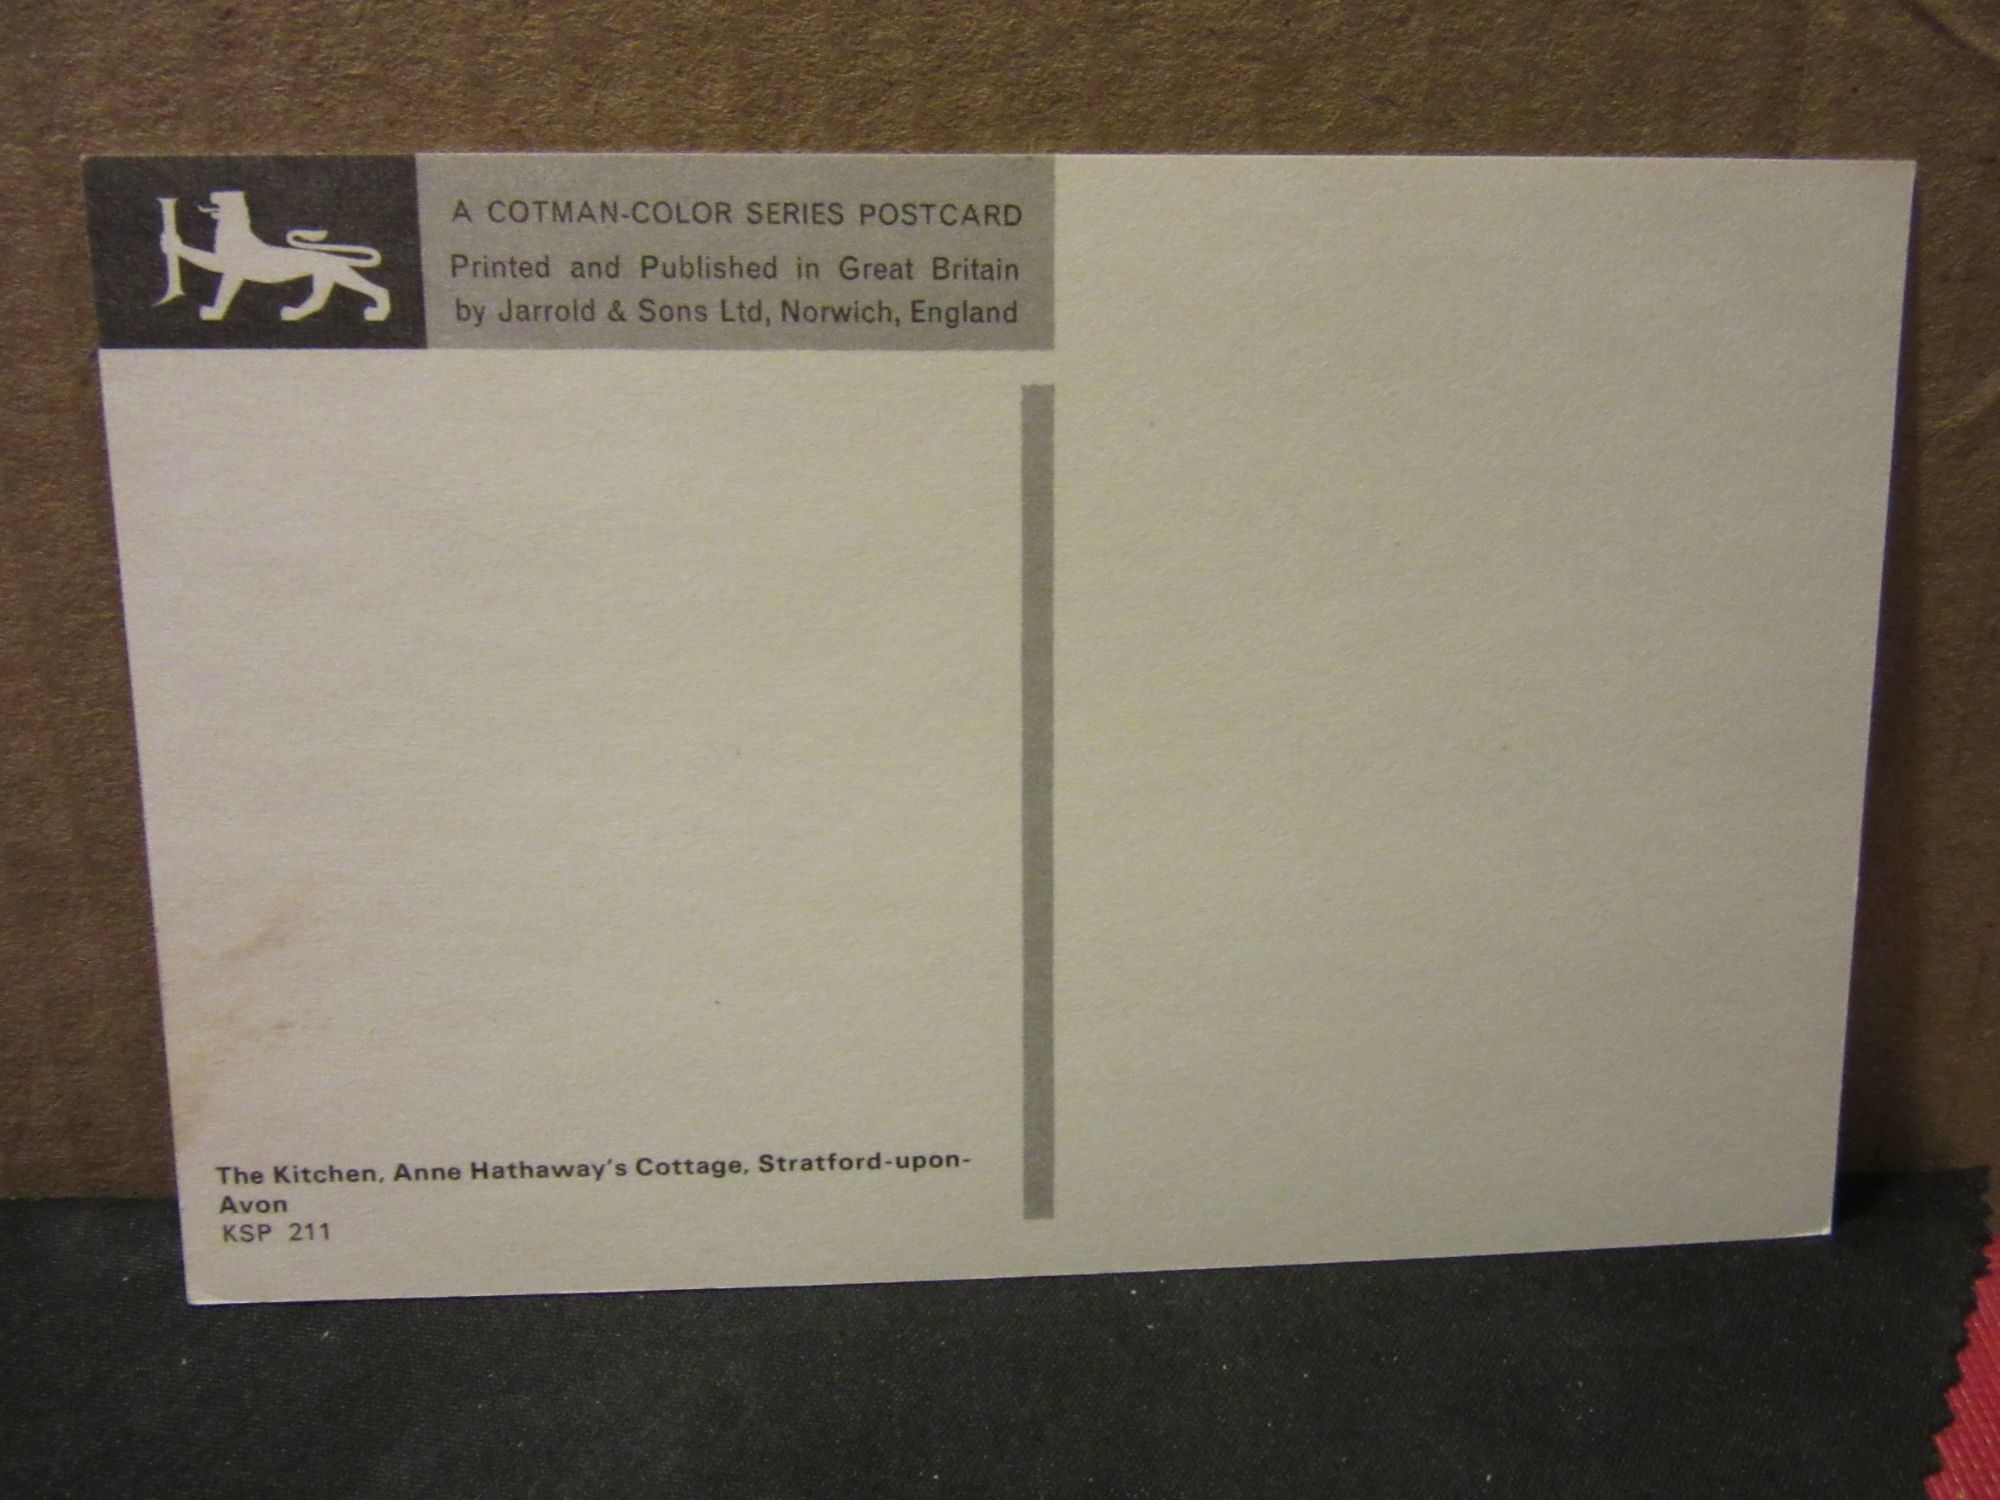 A COTMAN-COLOR SERIES POSTCARD
Printed and Published in Great Britain
by Jarrold & Sons Ltd, Norwich, England
The Kitchen, Anne Hathaway's Cottage, Stratford-upon-
Avon
KSP 211